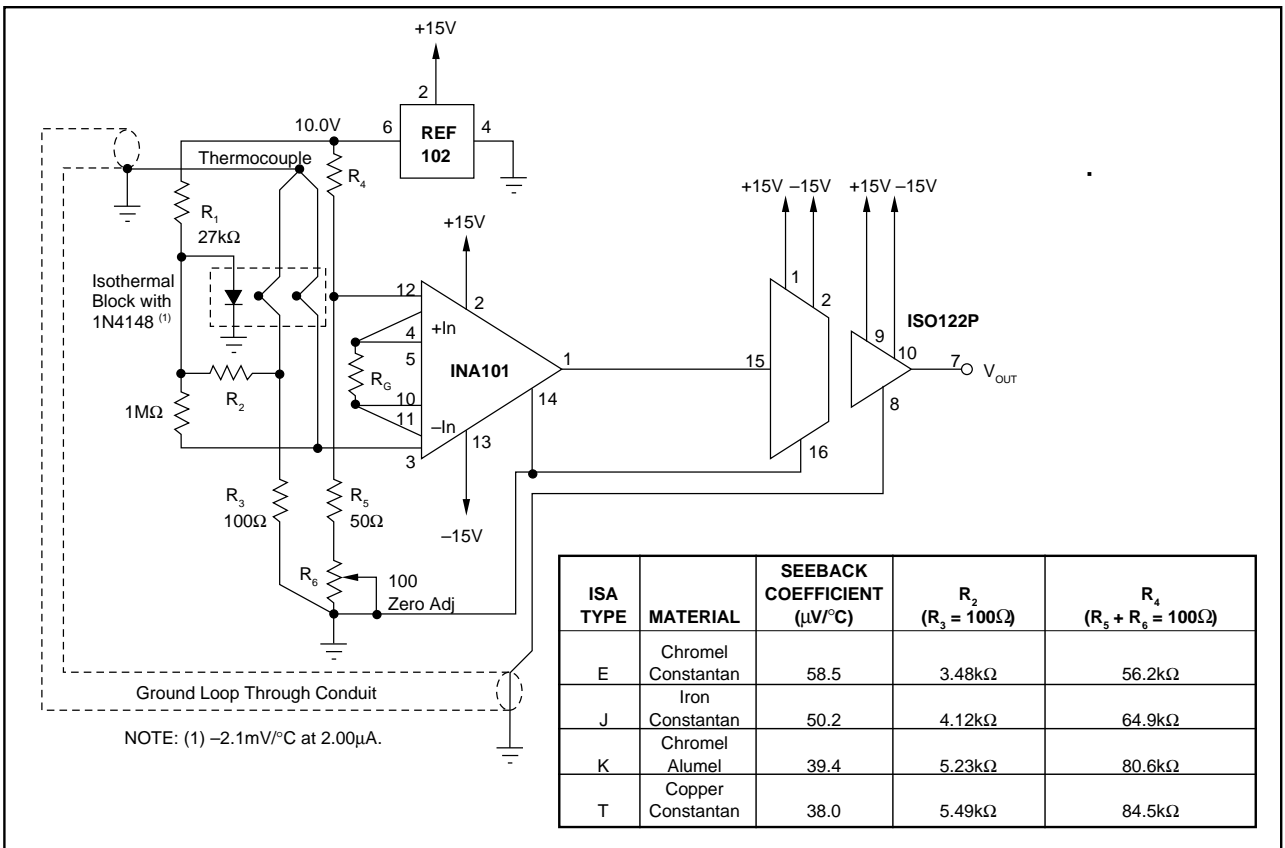 +15V
2
10.0V
6
REF
102
4
Thermocouple
R4
R1
27kΩ
+15V
+15V –15V
+15V –15V
Isothermal
Block with
1N4148 (1)
12
2
1
2
ISO122P
+In
4
5
9
10
RG
INA101
1
15
7
VOUT
R2
10
14
8
1MΩ
11
–In
13
16
3
R3
100Ω
R5
50Ω
–15V
R6
100
Zero Adj
Ground Loop Through Conduit
NOTE: (1) –2.1mV/°C at 2.00µA.
ISA TYPE | MATERIAL | SEEBACK COEFFICIENT (µV/°C) | R2 (R3 = 100Ω) | R4 (R5 + R6 = 100Ω)
E | Chromel Constantan | 58.5 | 3.48kΩ | 56.2kΩ
J | Iron Constantan | 50.2 | 4.12kΩ | 64.9kΩ
K | Chromel Alumel | 39.4 | 5.23kΩ | 80.6kΩ
T | Copper Constantan | 38.0 | 5.49kΩ | 84.5kΩ